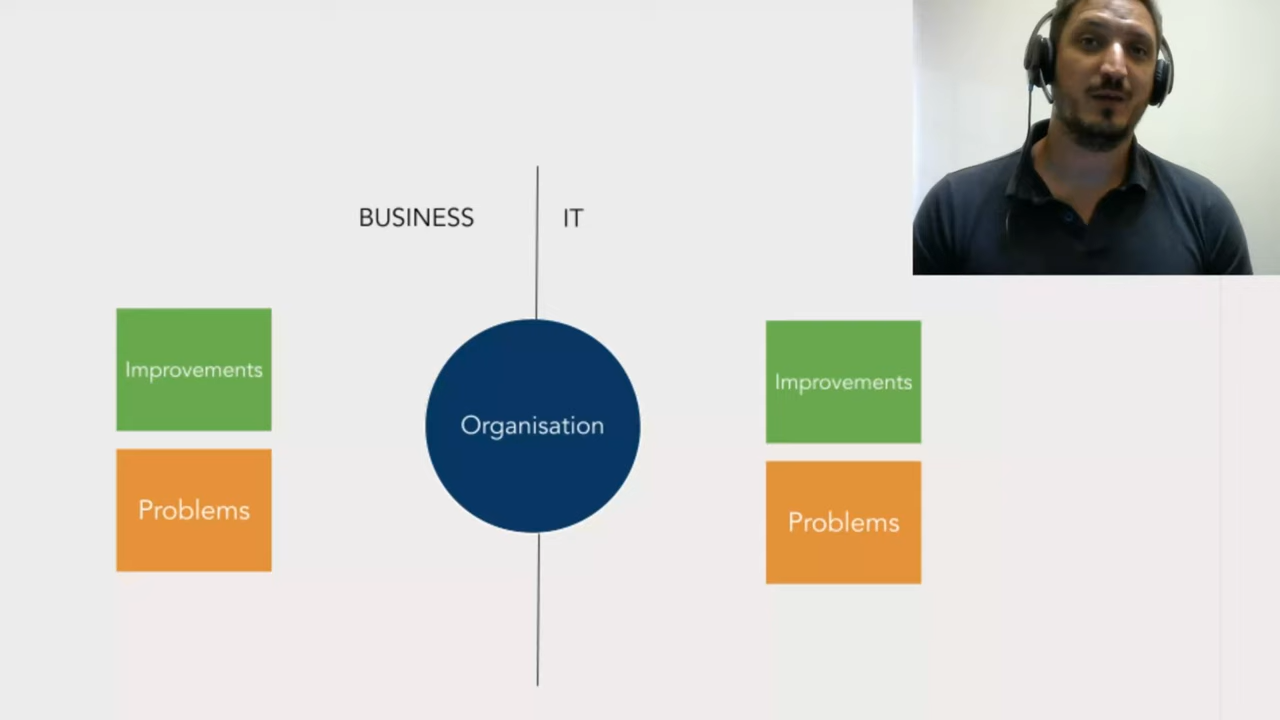 BUSINESS IT
Improvements
Problems
Organisation
Improvements
Problems